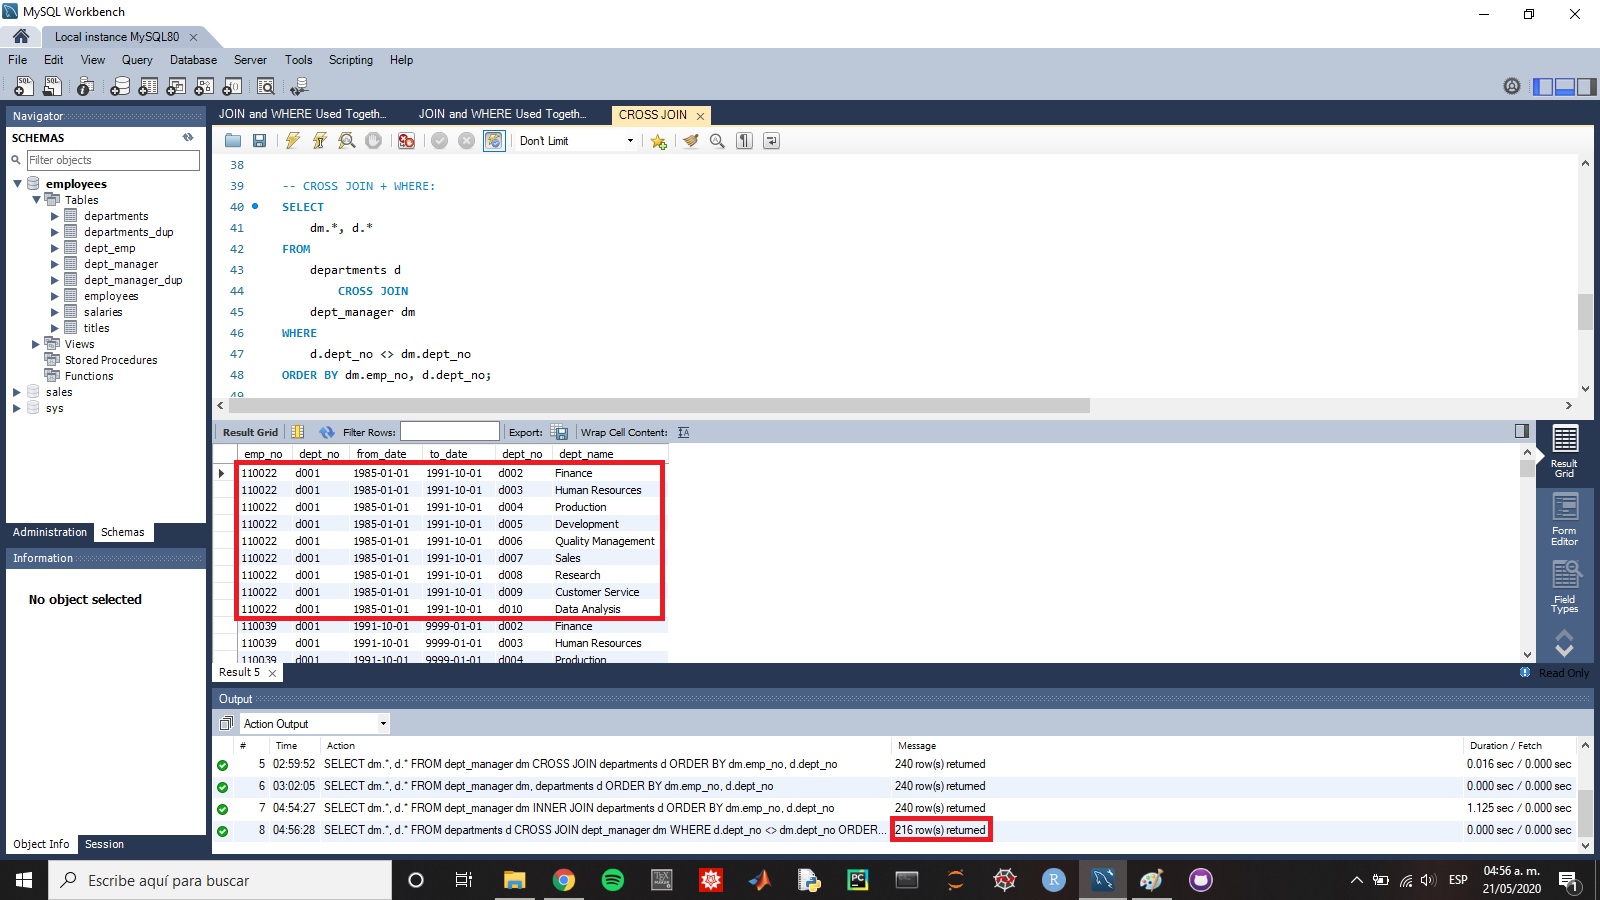 MySQL Workbench
Local instance MySQL80
File Edit View Query Database Server Tools Scripting Help
Navigator
SCHEMAS
Filter objects
employees
Tables
departments
departments_dup
dept_emp
dept_manager
dept_manager_dup
employees
salaries
titles
Views
Stored Procedures
Functions
sales
sys
Administration Schemas
Information
No object selected
Object Info Session
JOIN and WHERE Used Togeth... JOIN and WHERE Used Togeth... CROSS JOIN
Don't Limit
38
39 -- CROSS JOIN + WHERE:
40 SELECT
41 dm.*, d.*
42 FROM
43 departments d
44 CROSS JOIN
45 dept_manager dm
46 WHERE
47 d.dept_no <> dm.dept_no
48 ORDER BY dm.emp_no, d.dept_no;
49
Result Grid Filter Rows: Export: Wrap Cell Content:
emp_no dept_no from_date to_date dept_no dept_name
110022 d001 1985-01-01 1991-10-01 d002 Finance
110022 d001 1985-01-01 1991-10-01 d003 Human Resources
110022 d001 1985-01-01 1991-10-01 d004 Production
110022 d001 1985-01-01 1991-10-01 d005 Development
110022 d001 1985-01-01 1991-10-01 d006 Quality Management
110022 d001 1985-01-01 1991-10-01 d007 Sales
110022 d001 1985-01-01 1991-10-01 d008 Research
110022 d001 1985-01-01 1991-10-01 d009 Customer Service
110022 d001 1985-01-01 1991-10-01 d010 Data Analysis
110039 d001 1991-10-01 9999-01-01 d002 Finance
110039 d001 1991-10-01 9999-01-01 d003 Human Resources
110039 d001 1991-10-01 9999-01-01 d004 Production
Result Grid
Form Editor
Field Types
Result 5
Read Only
Output
Action Output
# Time Action Message Duration / Fetch
5 02:59:52 SELECT dm.*, d.* FROM dept_manager dm CROSS JOIN departments d ORDER BY dm.emp_no, d.dept_no 240 row(s) returned 0.016 sec / 0.000 sec
6 03:02:05 SELECT dm.*, d.* FROM dept_manager dm, departments d ORDER BY dm.emp_no, d.dept_no 240 row(s) returned 0.000 sec / 0.000 sec
7 04:54:27 SELECT dm.*, d.* FROM dept_manager dm INNER JOIN departments d ORDER BY dm.emp_no, d.dept_no 240 row(s) returned 1.125 sec / 0.000 sec
8 04:56:28 SELECT dm.*, d.* FROM departments d CROSS JOIN dept_manager dm WHERE d.dept_no <> dm.dept_no ORDER... 216 row(s) returned 0.000 sec / 0.000 sec
Escribe aquí para buscar
ESP
04:56 a. m.
21/05/2020
1